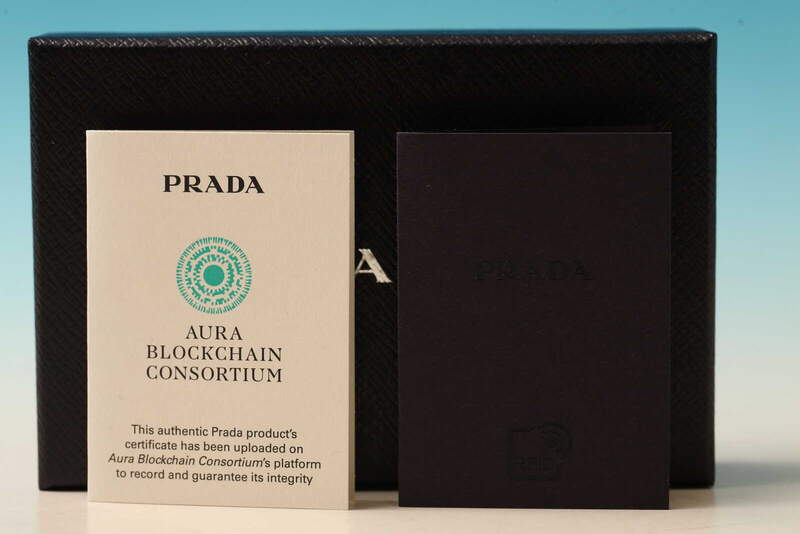 PRADA
AURA
BLOCKCHAIN
CONSORTIUM
This authentic Prada product's
certificate has been uploaded on
Aura Blockchain Consortium's platform
to record and guarantee its integrity
A
PRADA
RFID